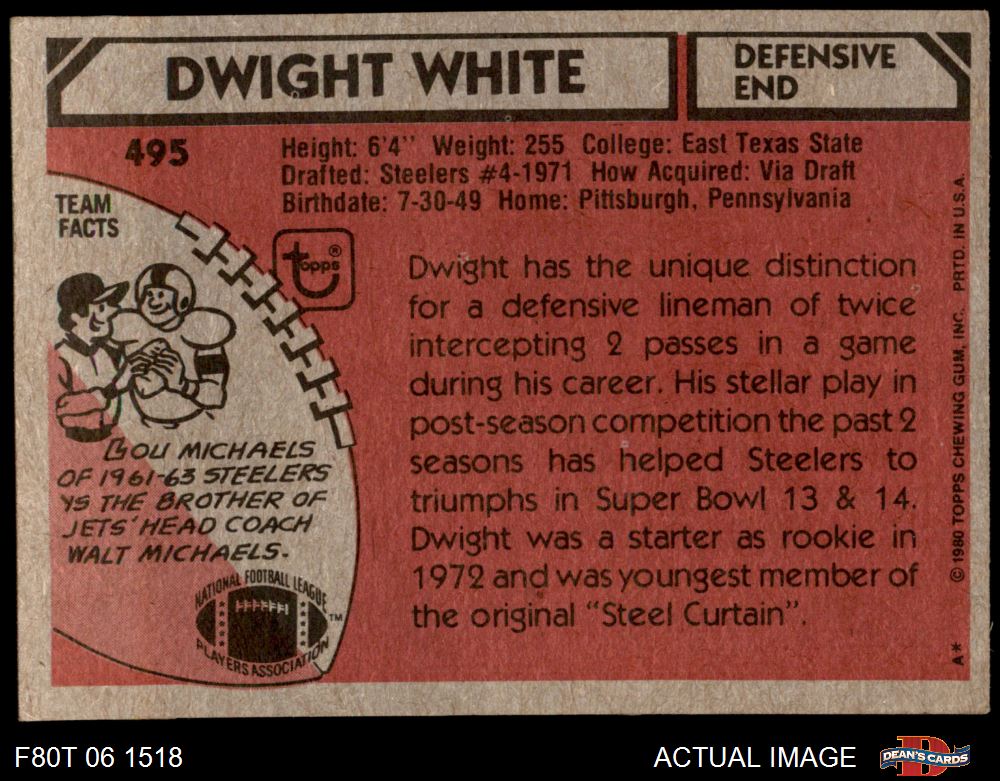 DWIGHT WHITE
DEFENSIVE
END
495
Height: 6'4" Weight: 255 College: East Texas State
Drafted: Steelers #4-1971 How Acquired: Via Draft
Birthdate: 7-30-49 Home: Pittsburgh, Pennsylvania
TEAM
FACTS
topps®
Dwight has the unique distinction
for a defensive lineman of twice
intercepting 2 passes in a game
during his career. His stellar play in
post-season competition the past 2
seasons has helped Steelers to
triumphs in Super Bowl 13 & 14.
Dwight was a starter as rookie in
1972 and was youngest member of
the original "Steel Curtain".
LOU MICHAELS
OF 1961-63 STEELERS
IS THE BROTHER OF
JETS' HEAD COACH
WALT MICHAELS.
NATIONAL FOOTBALL LEAGUE
PLAYERS ASSOCIATION
TM
A* © 1980 TOPPS CHEWING GUM, INC. PRTD. IN U.S.A.
F80T 06 1518
ACTUAL IMAGE
DEAN'S CARDS